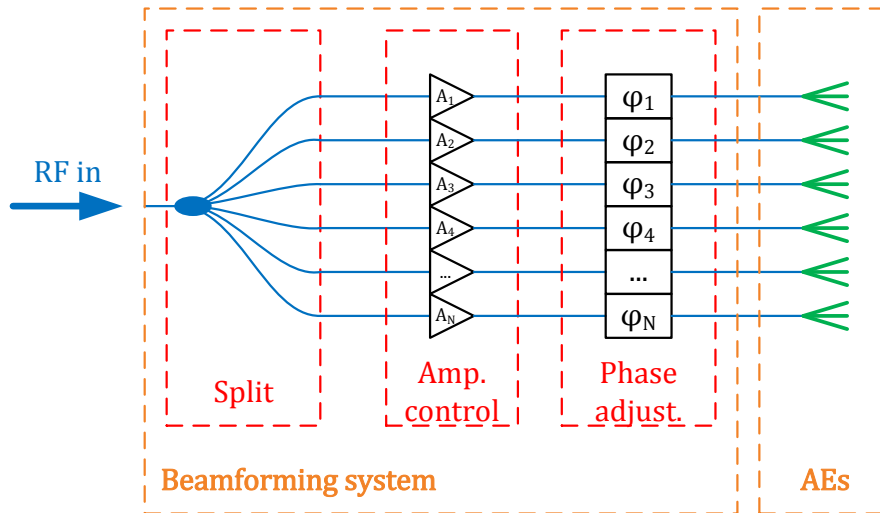 RF in
A1
A2
A3
A4
...
AN
φ1
φ2
φ3
φ4
...
φN
Split
Amp.
control
Phase
adjust.
Beamforming system
AEs